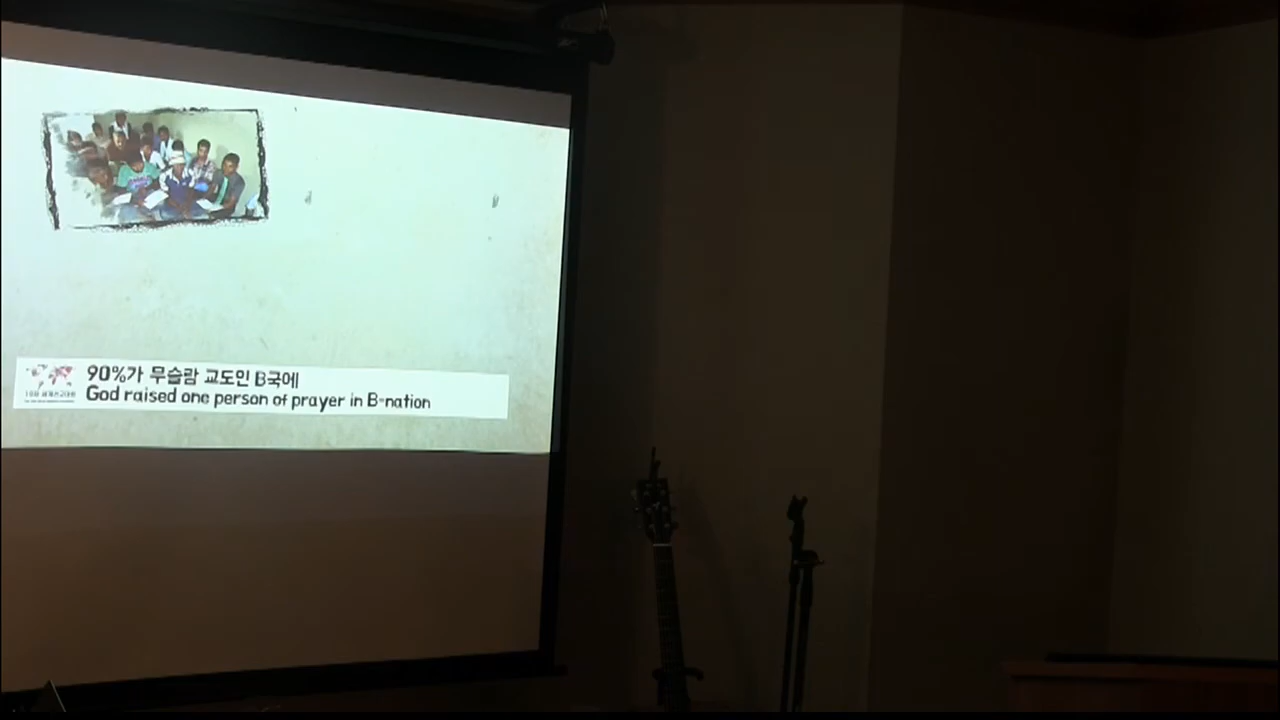 90%가 무슬람 교도인 B국에
God raised one person of prayer in B-nation